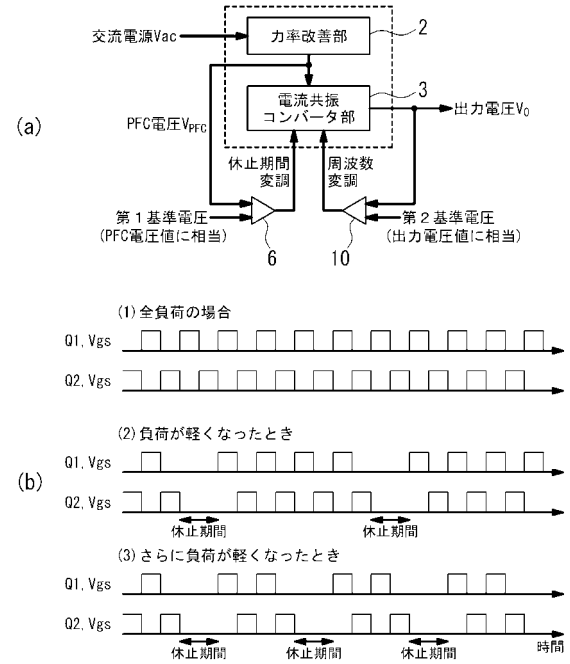 交流電源Vac
力率改善部
2
電流共振
コンバータ部
3
(a)
PFC電圧VPFC
出力電圧VO
休止期間
変調
周波数
変調
第1基準電圧
(PFC電圧値に相当)
6
10
第2基準電圧
(出力電圧値に相当)
(1)全負荷の場合
Q1,Vgs
Q2,Vgs
(b)
(2)負荷が軽くなったとき
Q1,Vgs
Q2,Vgs
休止期間
休止期間
(3)さらに負荷が軽くなったとき
Q1,Vgs
Q2,Vgs
時間
休止期間
休止期間
休止期間